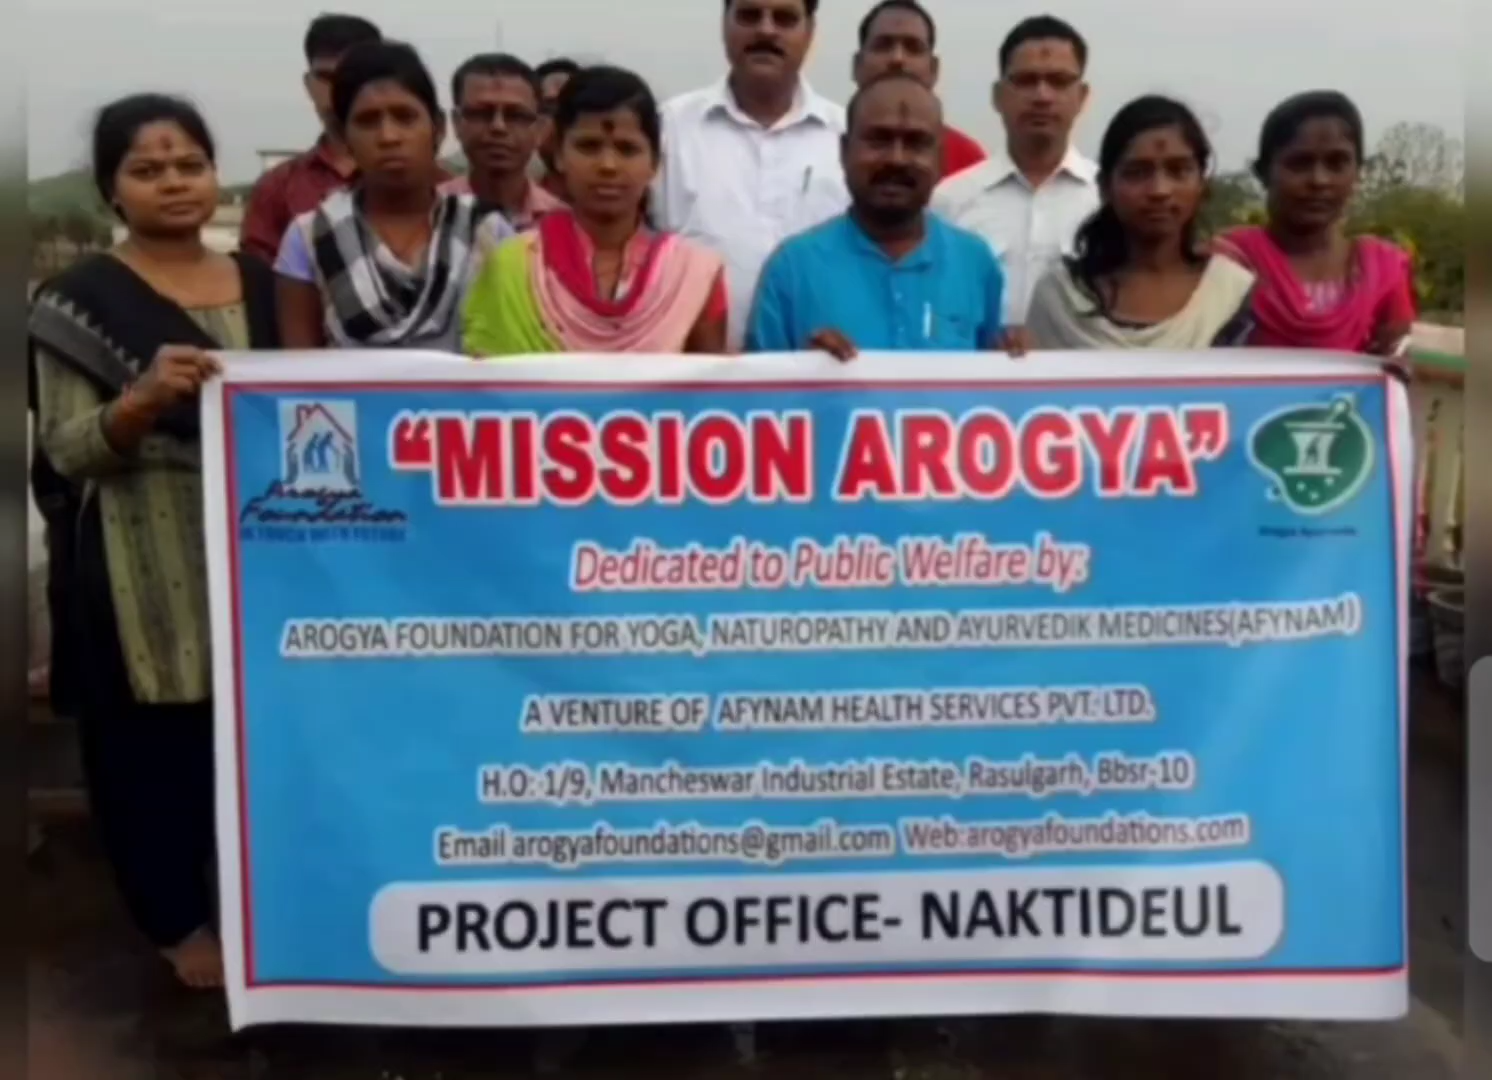 "MISSION AROGYA"
Arogya
Foundation
Dedicated to Public Welfare by:
AROGYA FOUNDATION FOR YOGA, NATUROPATHY AND AYURVEDIK MEDICINES(AFYNAM)
A VENTURE OF AFYNAM HEALTH SERVICES PVT. LTD.
H.O: 1/9, Mancheswar Industrial Estate, Rasulgarh, Bbsr-10
Email arogyafoundations@gmail.com Web:arogyafoundations.com
PROJECT OFFICE- NAKTIDEUL